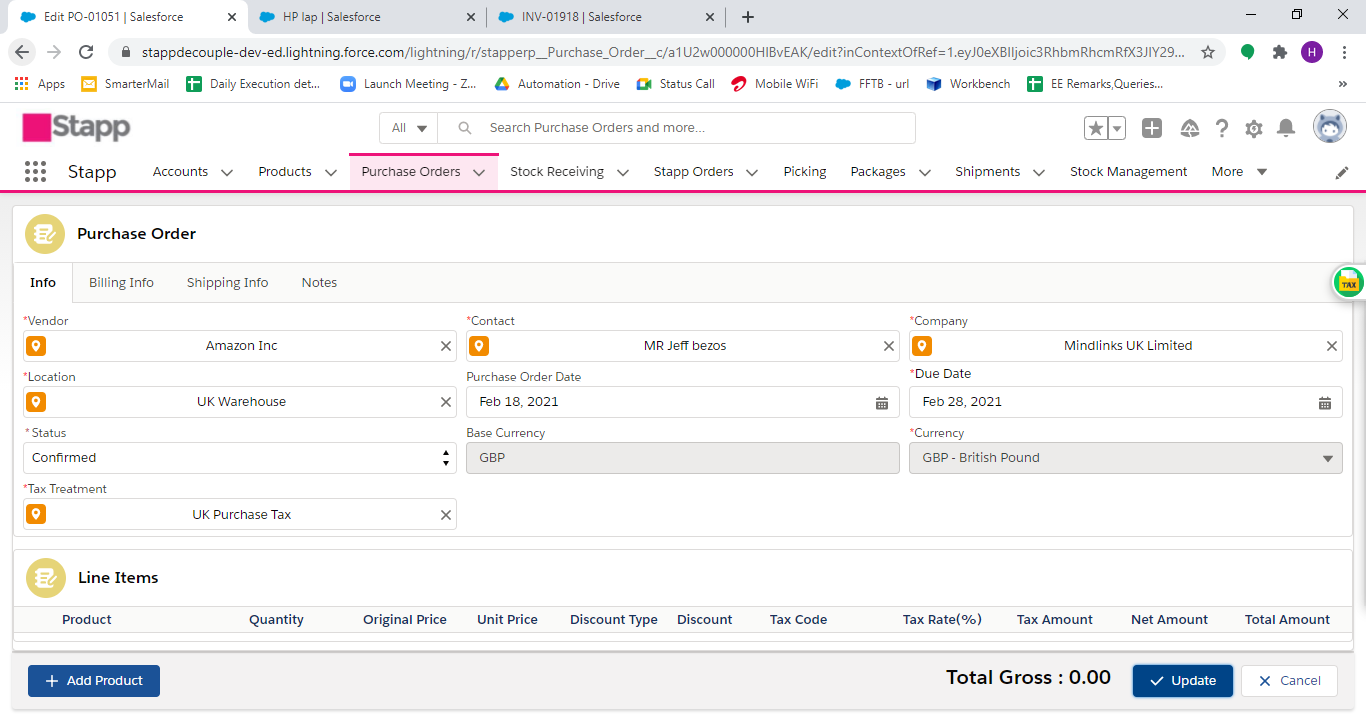 Edit PO-01051 | Salesforce
HP lap | Salesforce
INV-01918 | Salesforce
stappdecouple-dev-ed.lightning.force.com/lightning/r/stapperp__Purchase_Order__c/a1U2w000000HIBvEAK/edit?inContextOfRef=1.eyJ0eXBlIjoic3RhbmRhcmRfX3JlY29...
H
Apps
SmarterMail
Daily Execution det...
Launch Meeting - Z...
Automation - Drive
Status Call
Mobile WiFi
FFTB - url
Workbench
EE Remarks,Queries...
»
Stapp
All
Search Purchase Orders and more...
Stapp
Accounts
Products
Purchase Orders
Stock Receiving
Stapp Orders
Picking
Packages
Shipments
Stock Management
More
Purchase Order
Info
Billing Info
Shipping Info
Notes
TAX
*Vendor
*Contact
*Company
Amazon Inc
MR Jeff bezos
Mindlinks UK Limited
*Location
Purchase Order Date
*Due Date
UK Warehouse
Feb 18, 2021
Feb 28, 2021
* Status
Base Currency
*Currency
Confirmed
GBP
GBP - British Pound
*Tax Treatment
UK Purchase Tax
Line Items
Product
Quantity
Original Price
Unit Price
Discount Type
Discount
Tax Code
Tax Rate(%)
Tax Amount
Net Amount
Total Amount
+ Add Product
Total Gross : 0.00
Update
Cancel